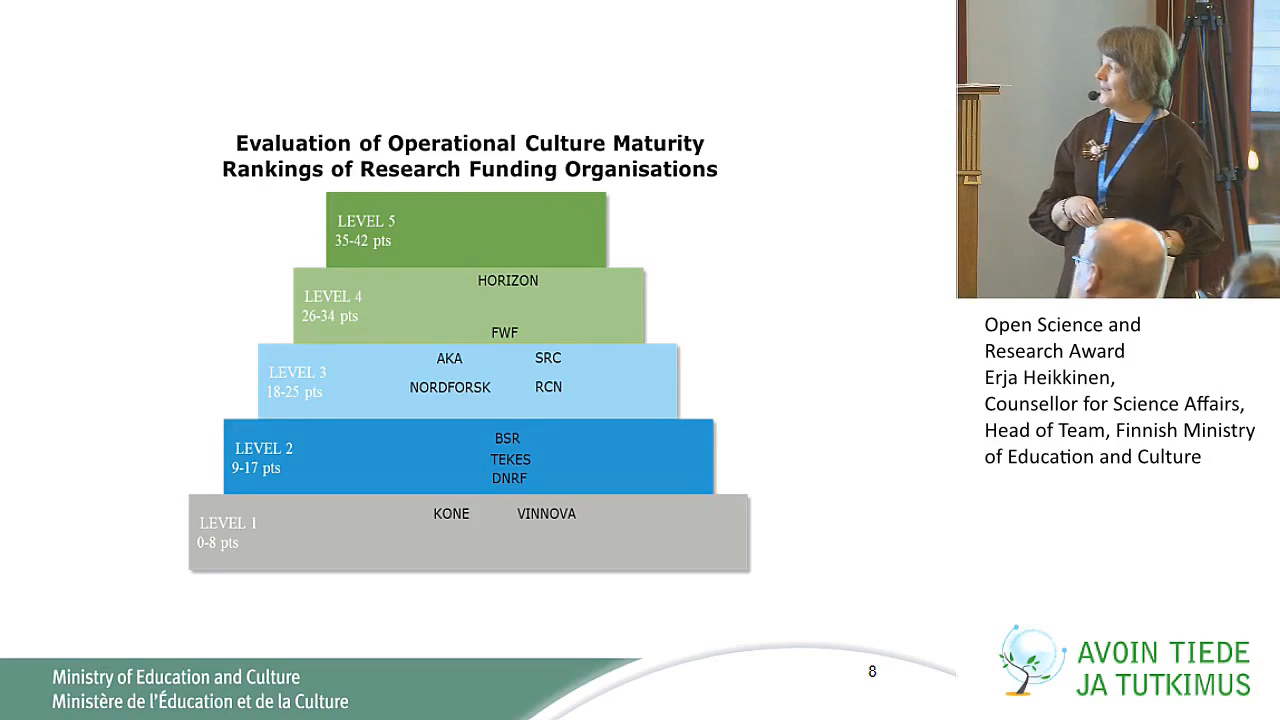 Evaluation of Operational Culture Maturity
Rankings of Research Funding Organisations
LEVEL 5
35-42 pts
LEVEL 4
26-34 pts
HORIZON
FWF
LEVEL 3
18-25 pts
AKA SRC
NORDFORSK RCN
LEVEL 2
9-17 pts
BSR
TEKES
DNRF
LEVEL 1
0-8 pts
KONE VINNOVA
Ministry of Education and Culture
Ministère de l'Éducation et de la Culture
8
Open Science and
Research Award
Erja Heikkinen,
Counsellor for Science Affairs,
Head of Team, Finnish Ministry
of Education and Culture
AVOIN TIEDE
JA TUTKIMUS